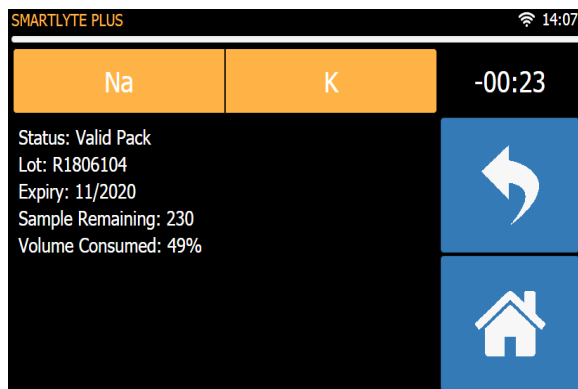 SMARTLYTE PLUS 14:07
Na K -00:23
Status: Valid Pack
Lot: R1806104
Expiry: 11/2020
Sample Remaining: 230
Volume Consumed: 49%